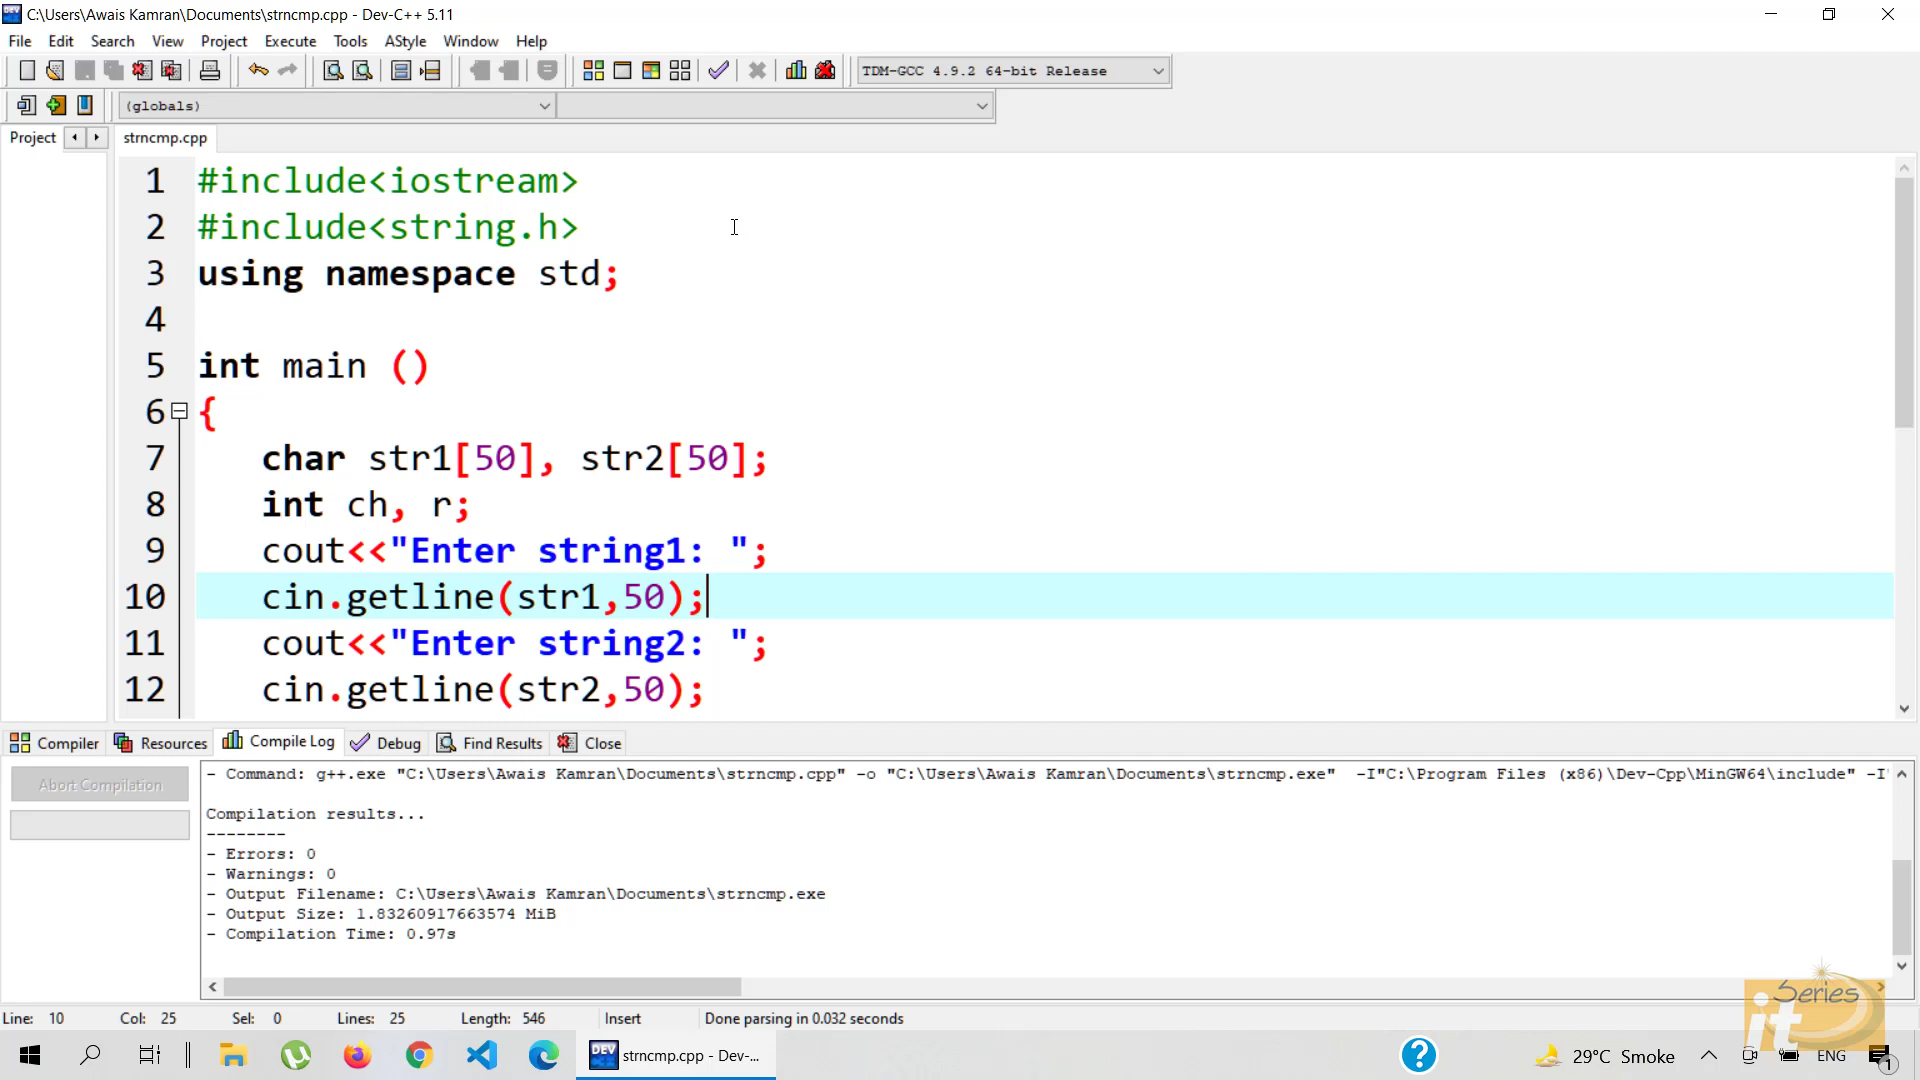 C:\Users\Awais Kamran\Documents\strncmp.cpp - Dev-C++ 5.11
File Edit Search View Project Execute Tools AStyle Window Help
TDM-GCC 4.9.2 64-bit Release
(globals)
Project strncmp.cpp
1 #include<iostream>
2 #include<string.h>
3 using namespace std;
4
5 int main ()
6 {
7 char str1[50], str2[50];
8 int ch, r;
9 cout<<"Enter string1: ";
10 cin.getline(str1,50);
11 cout<<"Enter string2: ";
12 cin.getline(str2,50);
Compiler Resources Compile Log Debug Find Results Close
Abort Compilation
- Command: g++.exe "C:\Users\Awais Kamran\Documents\strncmp.cpp" -o "C:\Users\Awais Kamran\Documents\strncmp.exe" -I"C:\Program Files (x86)\Dev-Cpp\MinGW64\include" -I
Compilation results...
--------
- Errors: 0
- Warnings: 0
- Output Filename: C:\Users\Awais Kamran\Documents\strncmp.exe
- Output Size: 1.83260917663574 MiB
- Compilation Time: 0.97s
Line: 10 Col: 25 Sel: 0 Lines: 25 Length: 546 Insert Done parsing in 0.032 seconds
it Series
DEV strncmp.cpp - Dev-... 29°C Smoke ENG 1